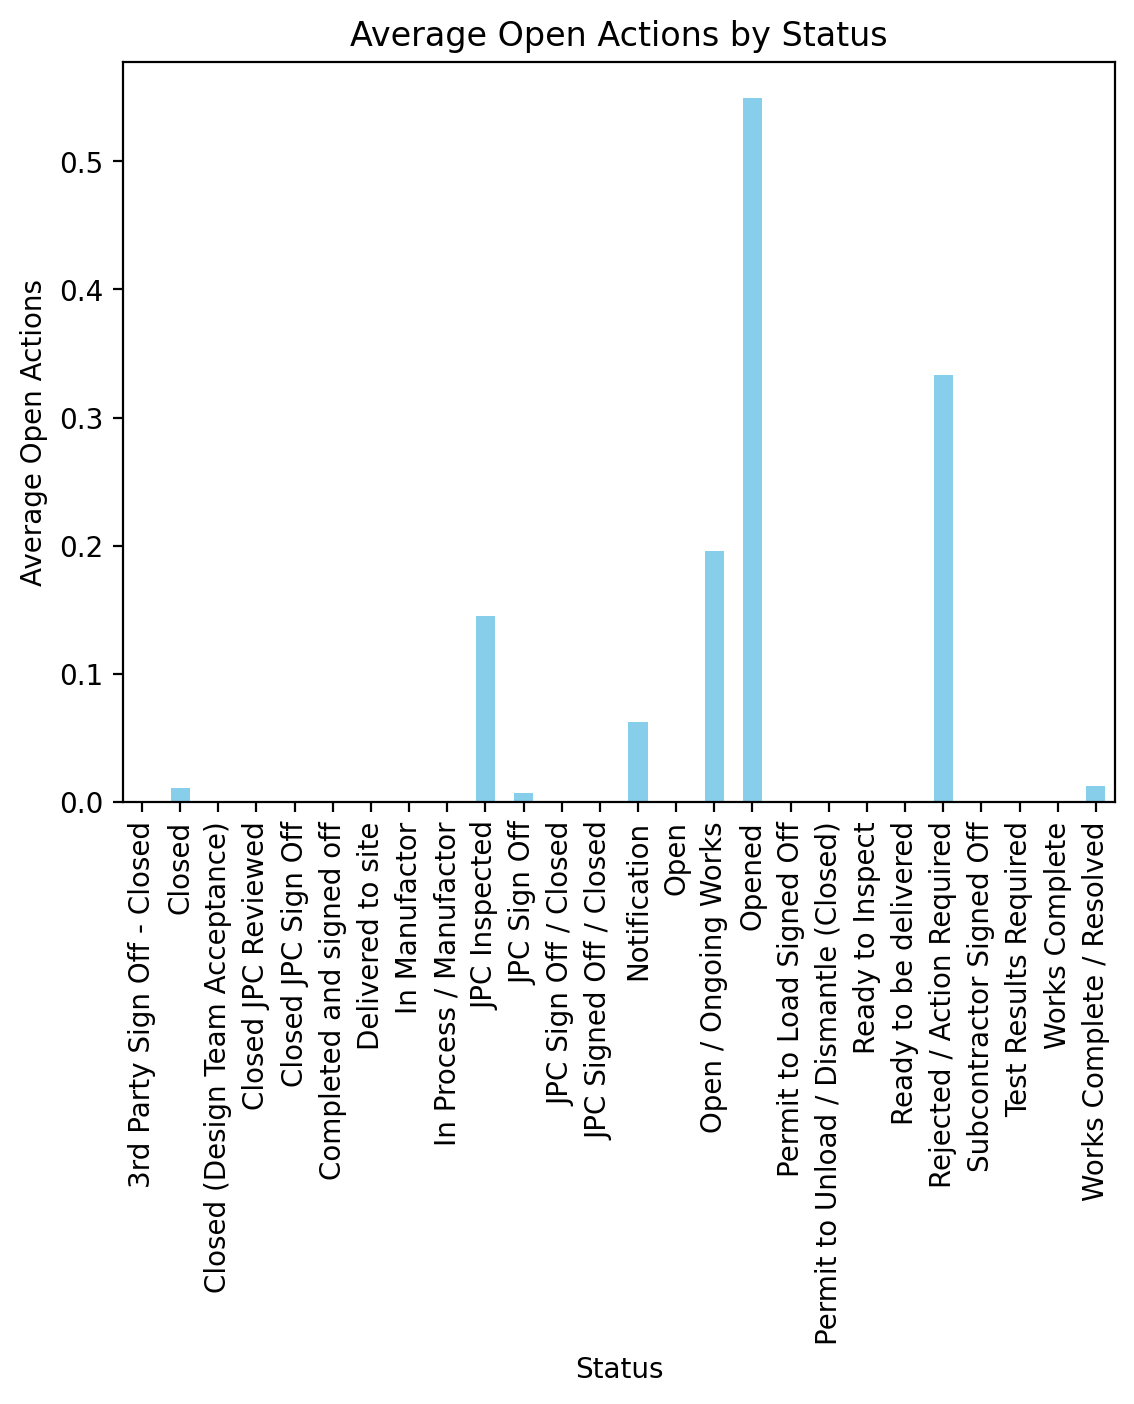 Average Open Actions by Status
Average Open Actions
0.5
0.4
0.3
0.2
0.1
0.0
3rd Party Sign Off - Closed
Closed
Closed (Design Team Acceptance)
Closed JPC Reviewed
Closed JPC Sign Off
Completed and signed off
Delivered to site
In Manufactor
In Process / Manufactor
JPC Inspected
JPC Sign Off
JPC Sign Off / Closed
JPC Signed Off / Closed
Notification
Open
Open / Ongoing Works
Opened
Permit to Load Signed Off
Permit to Unload / Dismantle (Closed)
Ready to Inspect
Ready to be delivered
Rejected / Action Required
Subcontractor Signed Off
Test Results Required
Works Complete
Works Complete / Resolved
Status